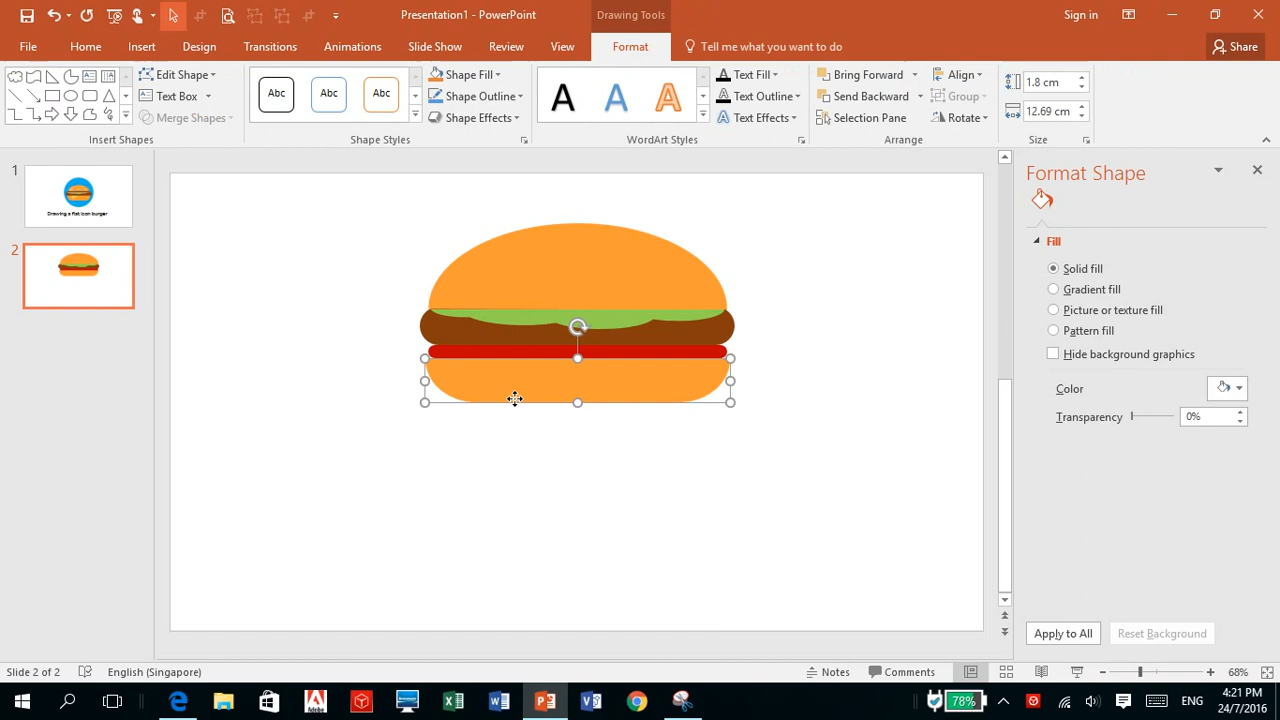 Presentation1 - PowerPoint
Drawing Tools
Sign in
File
Home
Insert
Design
Transitions
Animations
Slide Show
Review
View
Format
Tell me what you want to do
Share
Edit Shape
Text Box
Merge Shapes
Insert Shapes
Abc
Abc
Abc
Shape Fill
Shape Outline
Shape Effects
Shape Styles
A
A
A
Text Fill
Text Outline
Text Effects
WordArt Styles
Bring Forward
Send Backward
Selection Pane
Align
Group
Rotate
Arrange
1.8 cm
12.69 cm
Size
1
Drawing a flat icon burger
2
Format Shape
Fill
Solid fill
Gradient fill
Picture or texture fill
Pattern fill
Hide background graphics
Color
Transparency
0%
Apply to All
Reset Background
Slide 2 of 2
English (Singapore)
Notes
Comments
68%
78%
ENG
4:21 PM
24/7/2016